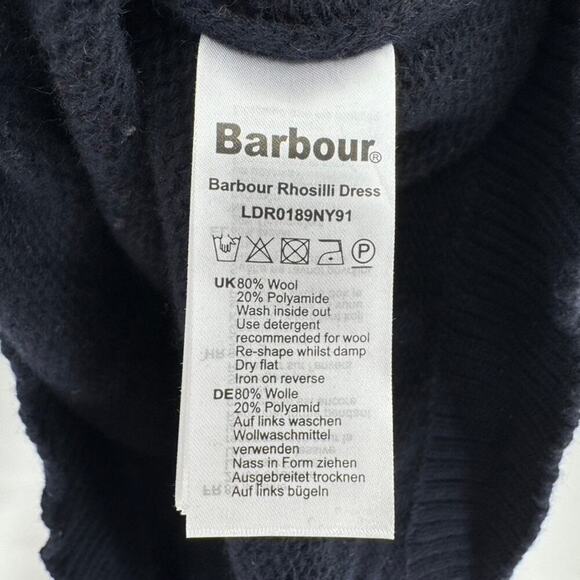 Barbour®
Barbour Rhosilli Dress
LDR0189NY91
P
UK80% Wool
20% Polyamide
Wash inside out
Use detergent
recommended for wool
Re-shape whilst damp
Dry flat
Iron on reverse
DE80% Wolle
20% Polyamid
Auf links waschen
Wollwaschmittel
verwenden
Nass in Form ziehen
Ausgebreitet trocknen
Auf links bügeln